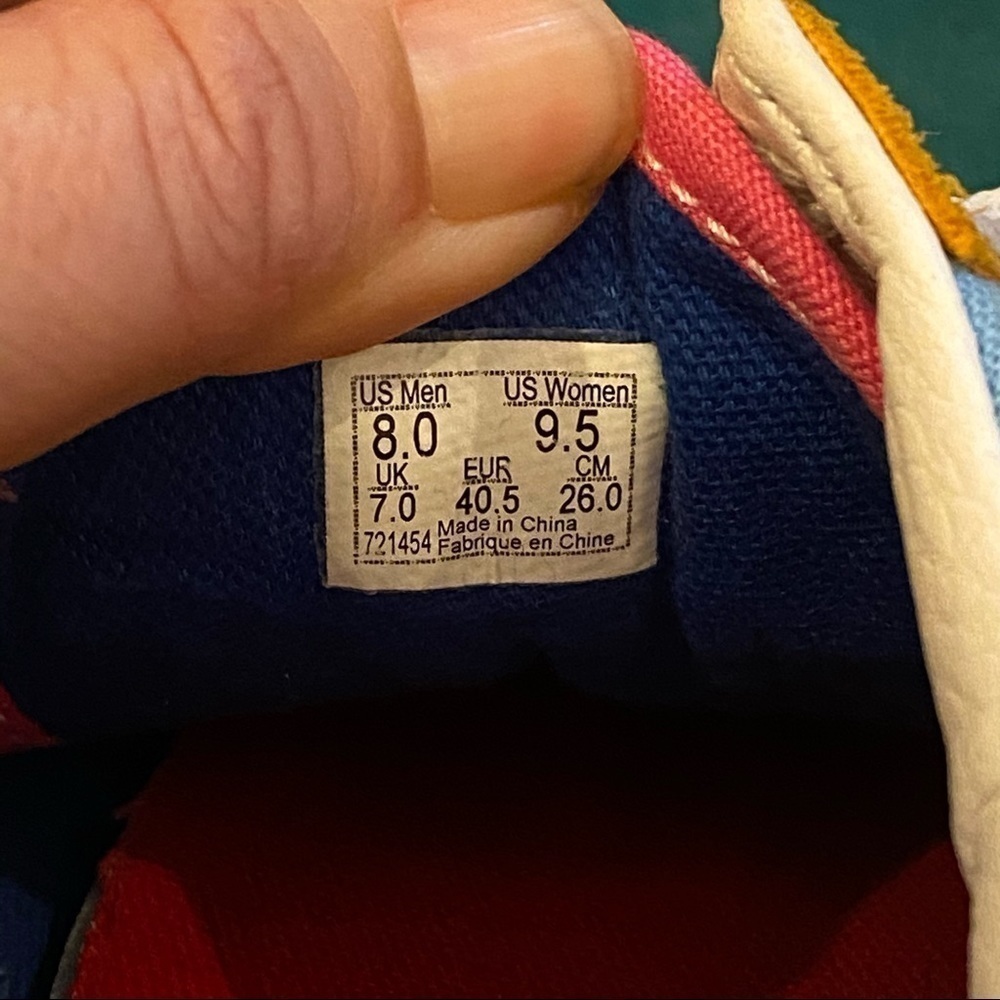 US Men US Women
8.0 9.5
UK EUR CM
7.0 40.5 26.0
Made in China
721454 Fabrique en Chine